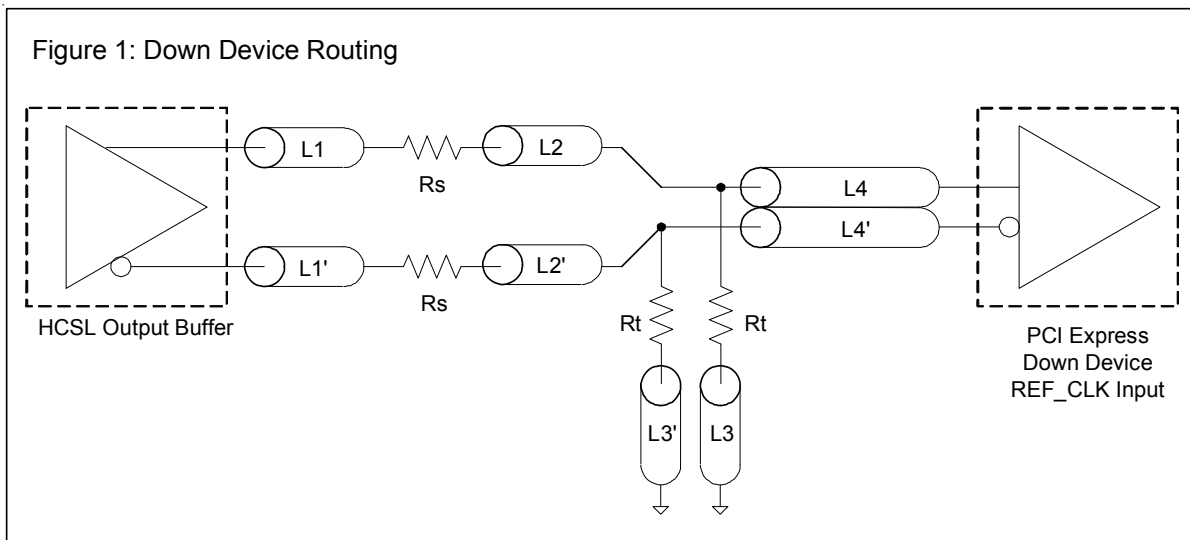 Figure 1: Down Device Routing
L1
Rs
L2
L4
L4'
L1'
Rs
L2'
HCSL Output Buffer
Rt
Rt
L3'
L3
PCI Express
Down Device
REF_CLK Input